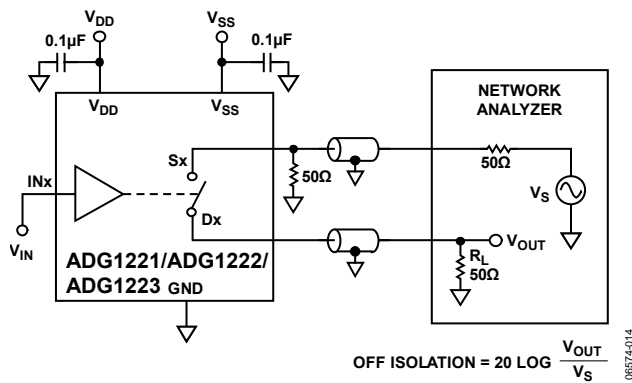 VDD
VSS
0.1µF
0.1µF
VDD
VSS
NETWORK
ANALYZER
Sx
50Ω
50Ω
VS
INx
Dx
VIN
VOUT
RL
50Ω
ADG1221/ADG1222/
ADG1223 GND
OFF ISOLATION = 20 LOG VOUT
VS
06574-014